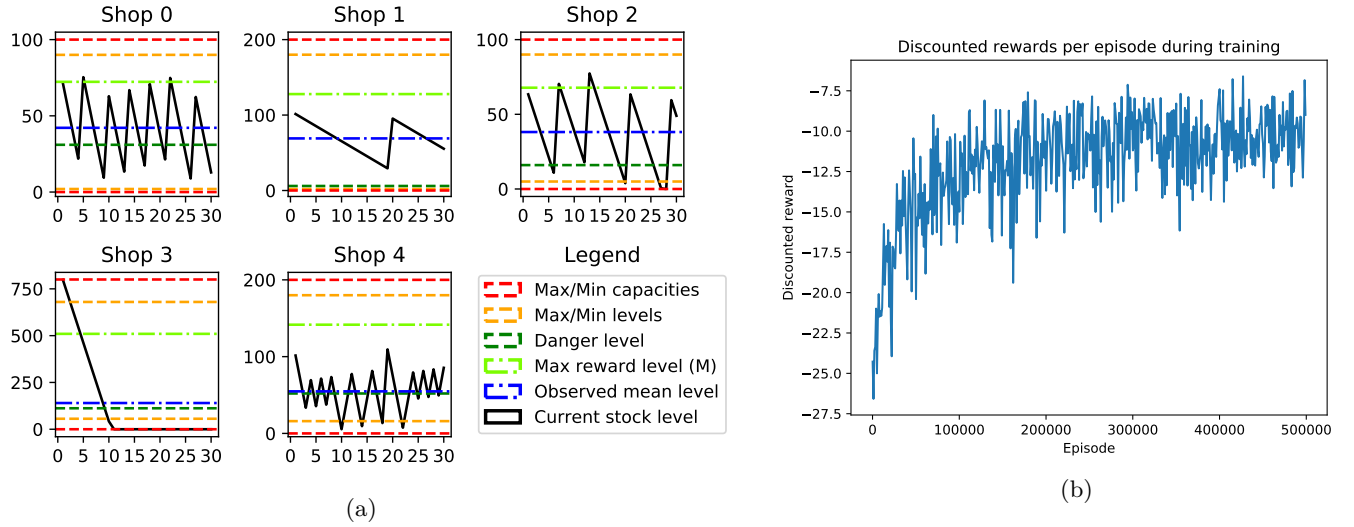 Shop 0
100
50
0
0 5 10 15 20 25 30
Shop 1
200
100
0
0 5 10 15 20 25 30
Shop 2
100
50
0
0 5 10 15 20 25 30
Shop 3
750
500
250
0
0 5 10 15 20 25 30
Shop 4
200
100
0
0 5 10 15 20 25 30
Legend
Max/Min capacities
Max/Min levels
Danger level
Max reward level (M)
Observed mean level
Current stock level
(a)
Discounted rewards per episode during training
Discounted reward
−7.5
−10.0
−12.5
−15.0
−17.5
−20.0
−22.5
−25.0
−27.5
0 100000 200000 300000 400000 500000
Episode
(b)